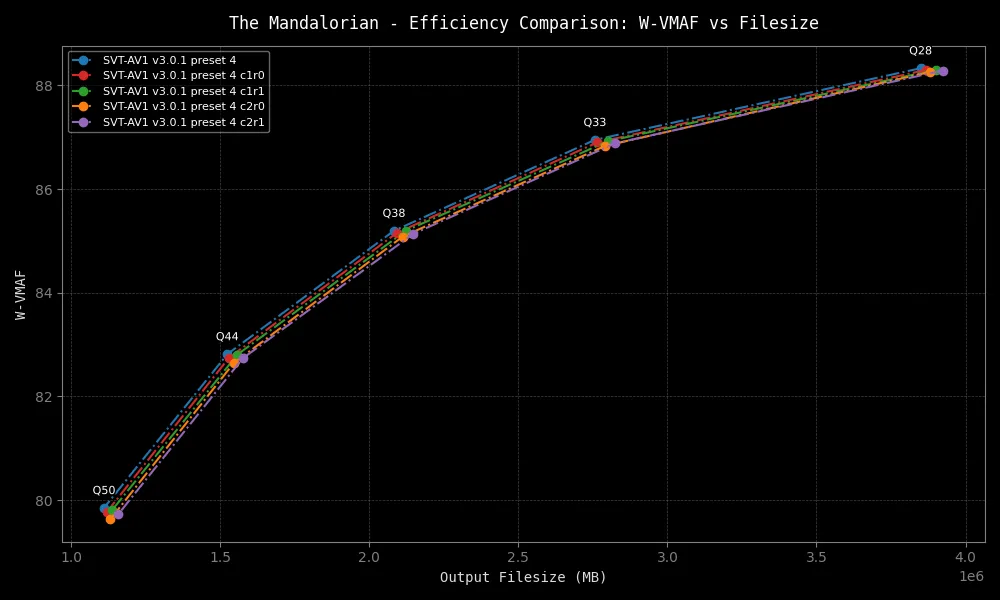 The Mandalorian - Efficiency Comparison: W-VMAF vs Filesize
SVT-AV1 v3.0.1 preset 4
SVT-AV1 v3.0.1 preset 4 c1r0
SVT-AV1 v3.0.1 preset 4 c1r1
SVT-AV1 v3.0.1 preset 4 c2r0
SVT-AV1 v3.0.1 preset 4 c2r1
Q28
Q33
Q38
Q44
Q50
88
86
84
82
80
W-VMAF
1.0 1.5 2.0 2.5 3.0 3.5 4.0
1e6
Output Filesize (MB)